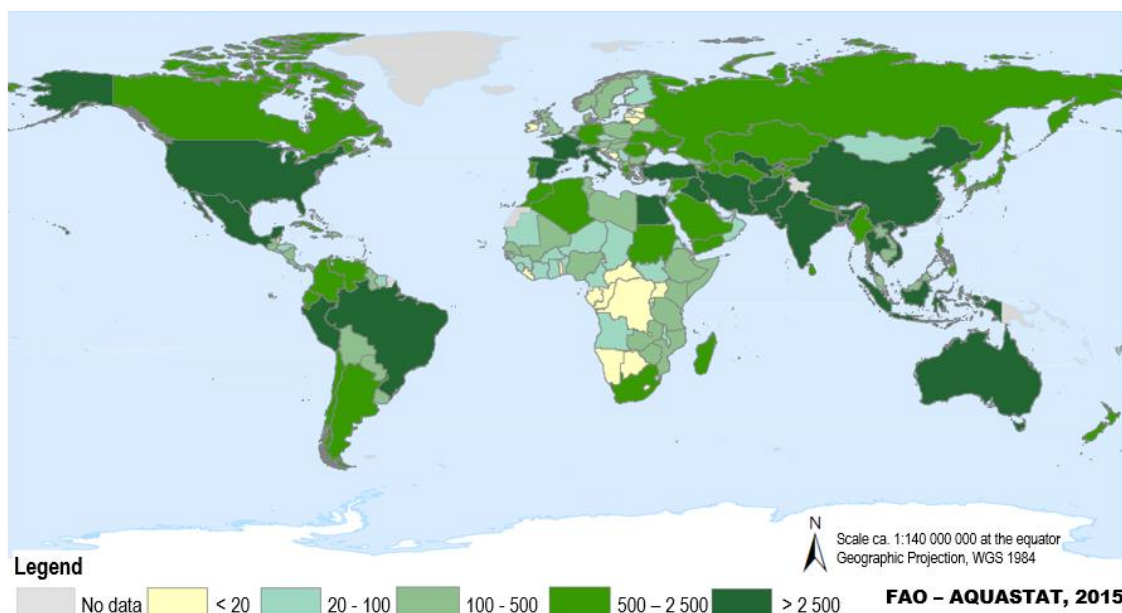 N
Scale ca. 1:140 000 000 at the equator
Geographic Projection, WGS 1984
Legend
No data < 20 20 - 100 100 - 500 500 – 2 500 > 2 500 FAO – AQUASTAT, 2015